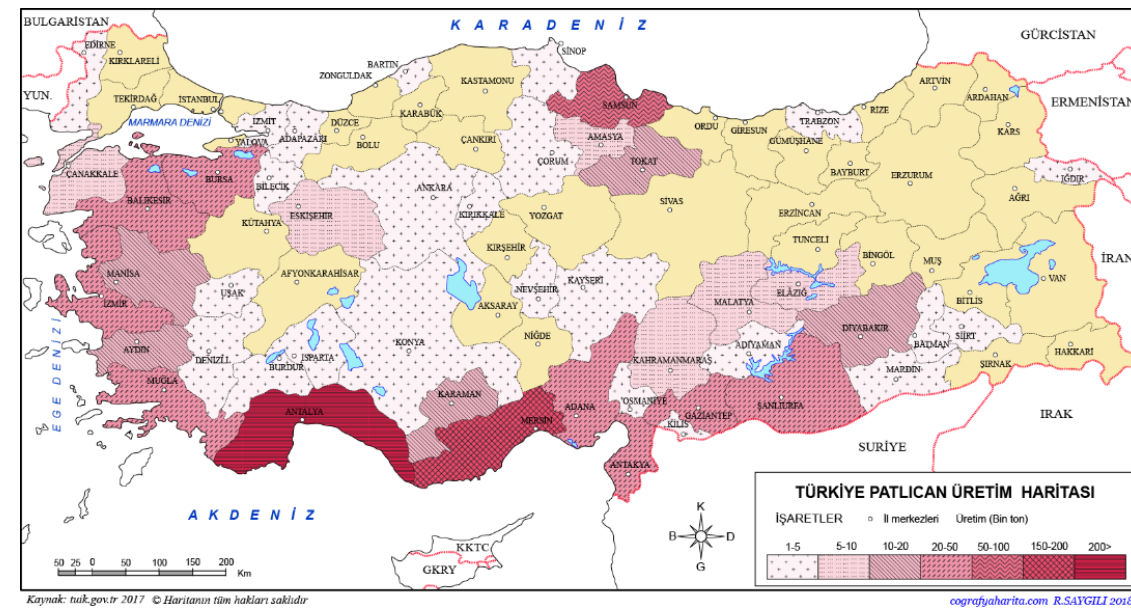 BULGARİSTAN
K A R A D E N İ Z
GÜRCİSTAN
EDİRNE
KIRKLARELİ
SİNOP
BARTIN
ZONGULDAK
KASTAMONU
YUN.
TEKİRDAĞ
İSTANBUL
KARABÜK
SAMSUN
ARTVİN
ARDAHAN
ERMENİSTAN
MARMARA DENİZİ
İZMİT
ADAPAZARI
DÜZCE
BOLU
ÇANKIRI
AMASYA
ORDU
GİRESUN
TRABZON
RİZE
KARS
YALOVA
GÜMÜŞHANE
ÇANAKKALE
BURSA
BİLECİK
ÇORUM
TOKAT
BAYBURT
ERZURUM
IĞDIR
BALIKESİR
ESKİŞEHİR
ANKARA
KIRIKKALE
YOZGAT
SİVAS
ERZİNCAN
AĞRI
KÜTAHYA
KIRŞEHİR
TUNCELİ
BİNGÖL
MUŞ
İRAN
MANİSA
AFYONKARAHİSAR
UŞAK
NEVŞEHİR
KAYSERİ
ELÂZIĞ
VAN
İZMİR
AKSARAY
MALATYA
BİTLİS
EGE DENİZİ
AYDIN
DENİZLİ
ISPARTA
BURDUR
KONYA
NİĞDE
KAHRAMANMARAŞ
ADIYAMAN
DİYABAKIR
BATMAN
SİİRT
MARDİN
ŞIRNAK
HAKKARİ
MUĞLA
ANTALYA
KARAMAN
MERSİN
ADANA
OSMANİYE
GAZİANTEP
KİLİS
ŞANLIURFA
ANTAKYA
SURİYE
IRAK
A K D E N İ Z
KKTC
GKRY
K
B
D
G
50 25 0 50 100 150 200
Km
TÜRKİYE PATLICAN ÜRETİM HARİTASI
İŞARETLER İl merkezleri Üretim (Bin ton)
1-5 5-10 10-20 20-50 50-100 150-200 200>
Kaynak: tuik.gov.tr 2017 © Haritanın tüm hakları saklıdır
cografyaharita.com R.SAYGILI 2018